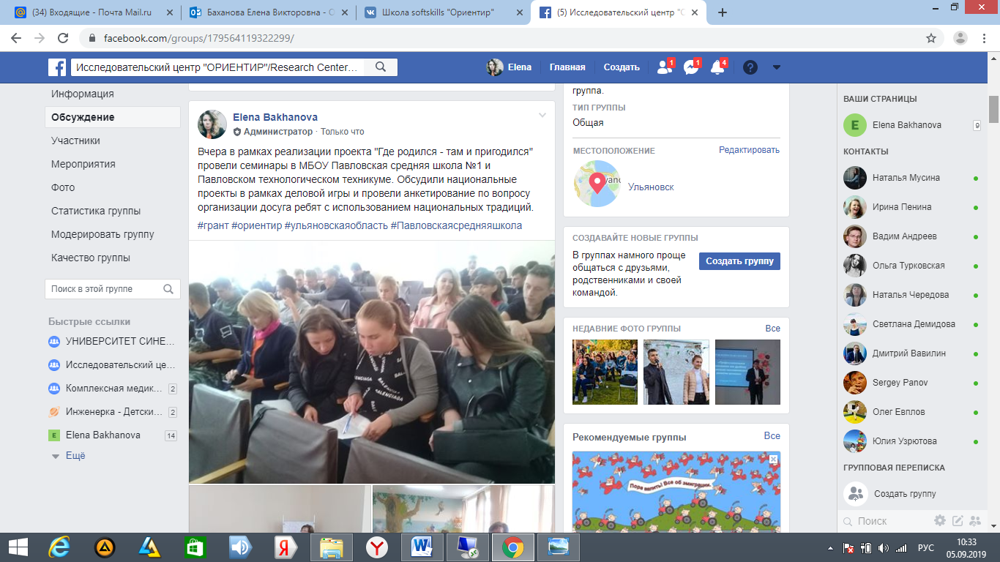 (34) Входящие - Почта Mail.ru
Баханова Елена Викторовна - О
Школа softskills "Ориентир"
(5) Исследовательский центр "О
facebook.com/groups/179564119322299/
Исследовательский центр "ОРИЕНТИР"/Research Center...
Elena
Главная
Создать
1
1
4
Информация
Обсуждение
Участники
Мероприятия
Фото
Статистика группы
Модерировать группу
Качество группы
Поиск в этой группе
Быстрые ссылки
УНИВЕРСИТЕТ СИНЕ...
Исследовательский це...
Комплексная медик... 2
Инженерка - Детски... 2
E Elena Bakhanova 14
Ещё
Elena Bakhanova
Администратор · Только что
Вчера в рамках реализации проекта "Где родился - там и пригодился"
провели семинары в МБОУ Павловская средняя школа №1 и
Павловском технологическом техникуме. Обсудили национальные
проекты в рамках деловой игры и провели анкетирование по вопросу
организации досуга ребят с использованием национальных традиций.
#грант #ориентир #ульяновскаяобласть #Павловскаясредняяшкола
BALENCIAGA
группа.
ТИП ГРУППЫ
Общая
МЕСТОПОЛОЖЕНИЕ
Редактировать
Ульяновск
СОЗДАВАЙТЕ НОВЫЕ ГРУППЫ
В группах намного проще
общаться с друзьями,
родственниками и своей
командой.
Создать группу
НЕДАВНИЕ ФОТО ГРУППЫ
Все
Рекомендуемые группы
Все
Пора валить! Все об эмиграции.
ВАШИ СТРАНИЦЫ
E Elena Bakhanova 9
КОНТАКТЫ
Наталья Мусина
Ирина Пенина
Вадим Андреев
Ольга Турковская
Наталья Чередова
Светлана Демидова
Дмитрий Вавилин
Sergey Panov
Олег Евплов
Юлия Узрютова
ГРУППОВАЯ ПЕРЕПИСКА
Создать группу
Поиск
РУС
10:33
05.09.2019